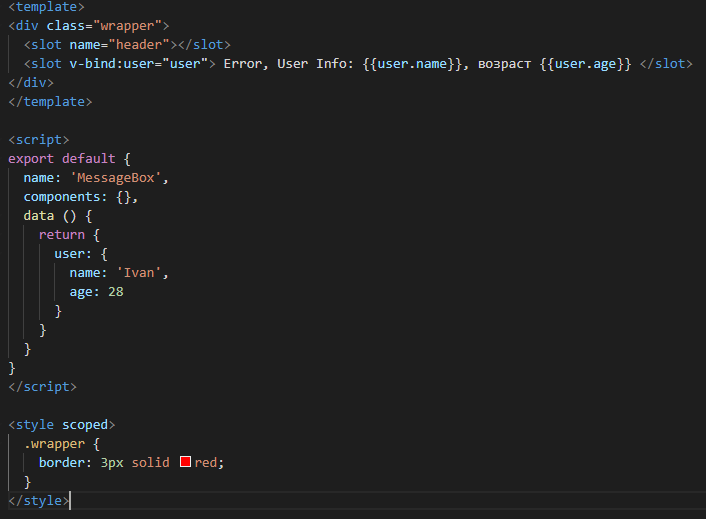 <template>
<div class="wrapper">
  <slot name="header"></slot>
  <slot v-bind:user="user"> Error, User Info: {{user.name}}, возраст {{user.age}} </slot>
</div>
</template>

<script>
export default {
  name: 'MessageBox',
  components: {},
  data () {
    return {
      user: {
        name: 'Ivan',
        age: 28
      }
    }
  }
}
</script>

<style scoped>
  .wrapper {
    border: 3px solid red;
  }
</style>